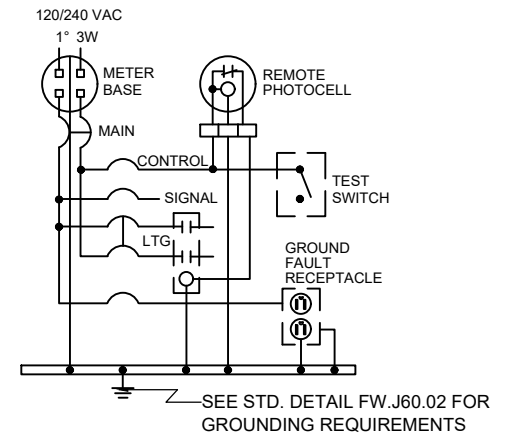 120/240 VAC
1° 3W
METER
BASE
REMOTE
PHOTOCELL
MAIN
CONTROL
TEST
SWITCH
SIGNAL
LTG
GROUND
FAULT
RECEPTACLE
SEE STD. DETAIL FW.J60.02 FOR
GROUNDING REQUIREMENTS